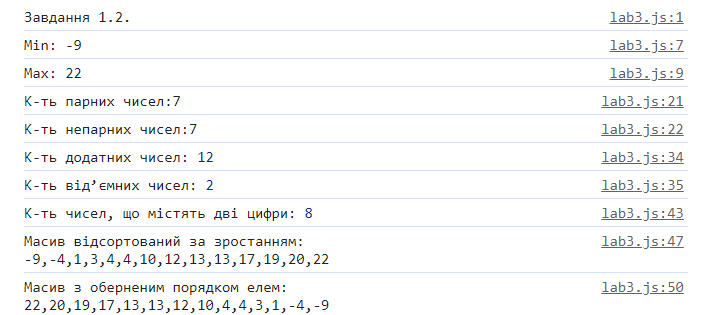 Завдання 1.2. lab3.js:1
Min: -9 lab3.js:7
Max: 22 lab3.js:9
К-ть парних чисел:7 lab3.js:21
К-ть непарних чисел:7 lab3.js:22
К-ть додатних чисел: 12 lab3.js:34
К-ть від’ємних чисел: 2 lab3.js:35
К-ть чисел, що містять дві цифри: 8 lab3.js:43
Масив відсортований за зростанням: lab3.js:47
-9,-4,1,3,4,4,10,12,13,13,17,19,20,22
Масив з оберненим порядком елем: lab3.js:50
22,20,19,17,13,13,12,10,4,4,3,1,-4,-9